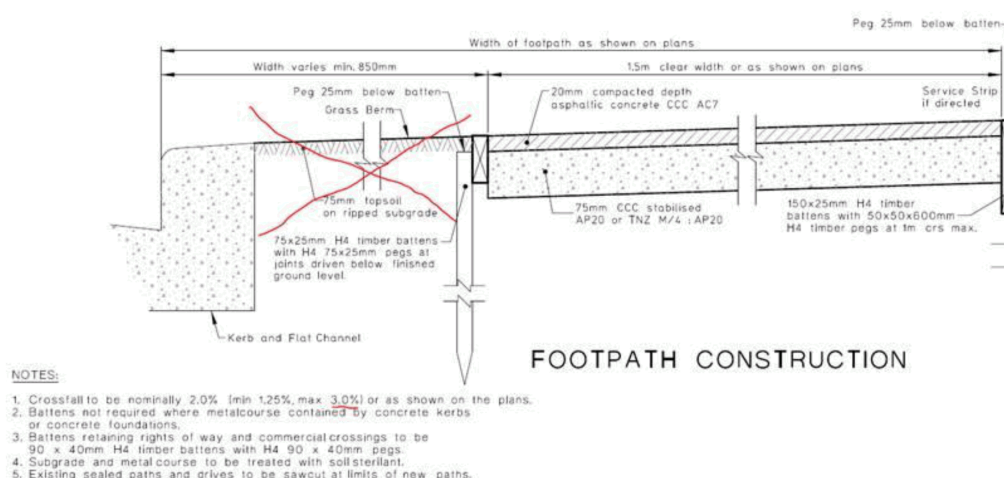 Peg 25mm below batten
Width of footpath as shown on plans
Width varies min. 850mm
1.5m clear width or as shown on plans
Peg 25mm below batten
Grass Berm
20mm compacted depth
asphaltic concrete CCC AC7
Service Strip
if directed
75mm topsoil
on ripped subgrade
75mm CCC stabilised
AP20 or TNZ M/4 : AP20
150x25mm H4 timber
battens with 50x50x600mm
H4 timber pegs at 1m crs max.
75x25mm H4 timber battens
with H4 75x25mm pegs at
joints driven below finished
ground level.
Kerb and Flat Channel
FOOTPATH CONSTRUCTION
NOTES:
1. Crossfall to be nominally 2.0% (min 1.25%, max 3.0%) or as shown on the plans.
2. Battens not required where metalcourse contained by concrete kerbs
or concrete foundations.
3. Battens retaining rights of way and commercial crossings to be
90 x 40mm H4 timber battens with H4 90 x 40mm pegs.
4. Subgrade and metal course to be treated with soil sterilant.
5. Existing sealed paths and drives to be sawcut at limits of new paths.